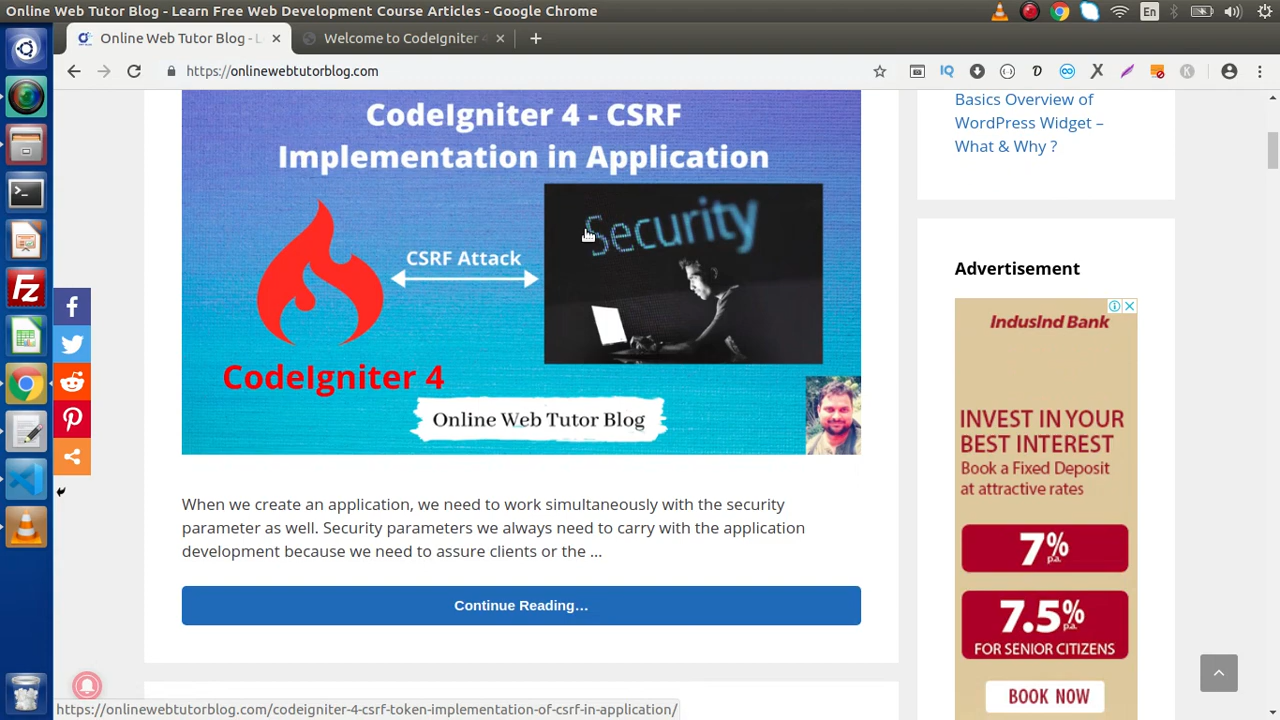 Online Web Tutor Blog - Learn Free Web Development Course Articles - Google Chrome
En
Online Web Tutor Blog - L
Welcome to CodeIgniter 4
https://onlinewebtutorblog.com
IQ
CodeIgniter 4 - CSRF
Implementation in Application
Security
CSRF Attack
CodeIgniter 4
Online Web Tutor Blog
When we create an application, we need to work simultaneously with the security
parameter as well. Security parameters we always need to carry with the application
development because we need to assure clients or the ...
Continue Reading...
Basics Overview of
WordPress Widget –
What & Why ?
Advertisement
IndusInd Bank
INVEST IN YOUR
BEST INTEREST
Book a Fixed Deposit
at attractive rates
7% p.a.
7.5% p.a.
FOR SENIOR CITIZENS
BOOK NOW
https://onlinewebtutorblog.com/codeigniter-4-csrf-token-implementation-of-csrf-in-application/